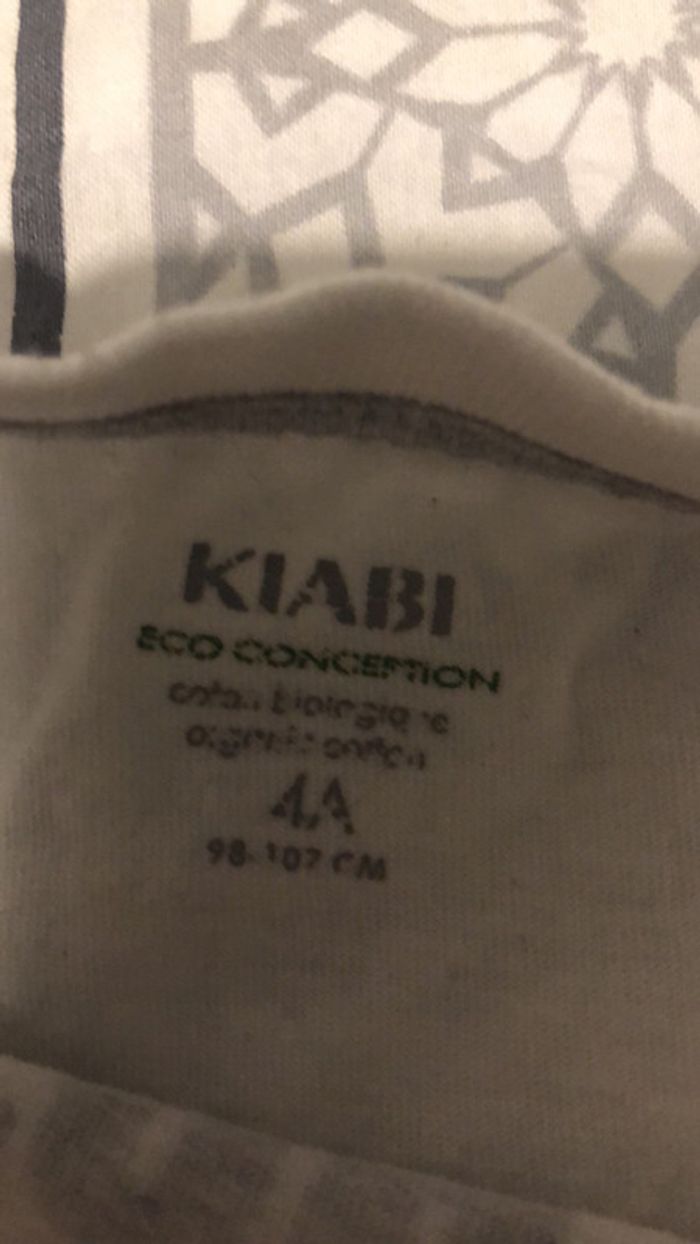 KIABI
ECO CONCEPTION
coton biologique
organic cotton
4A
98-107 CM